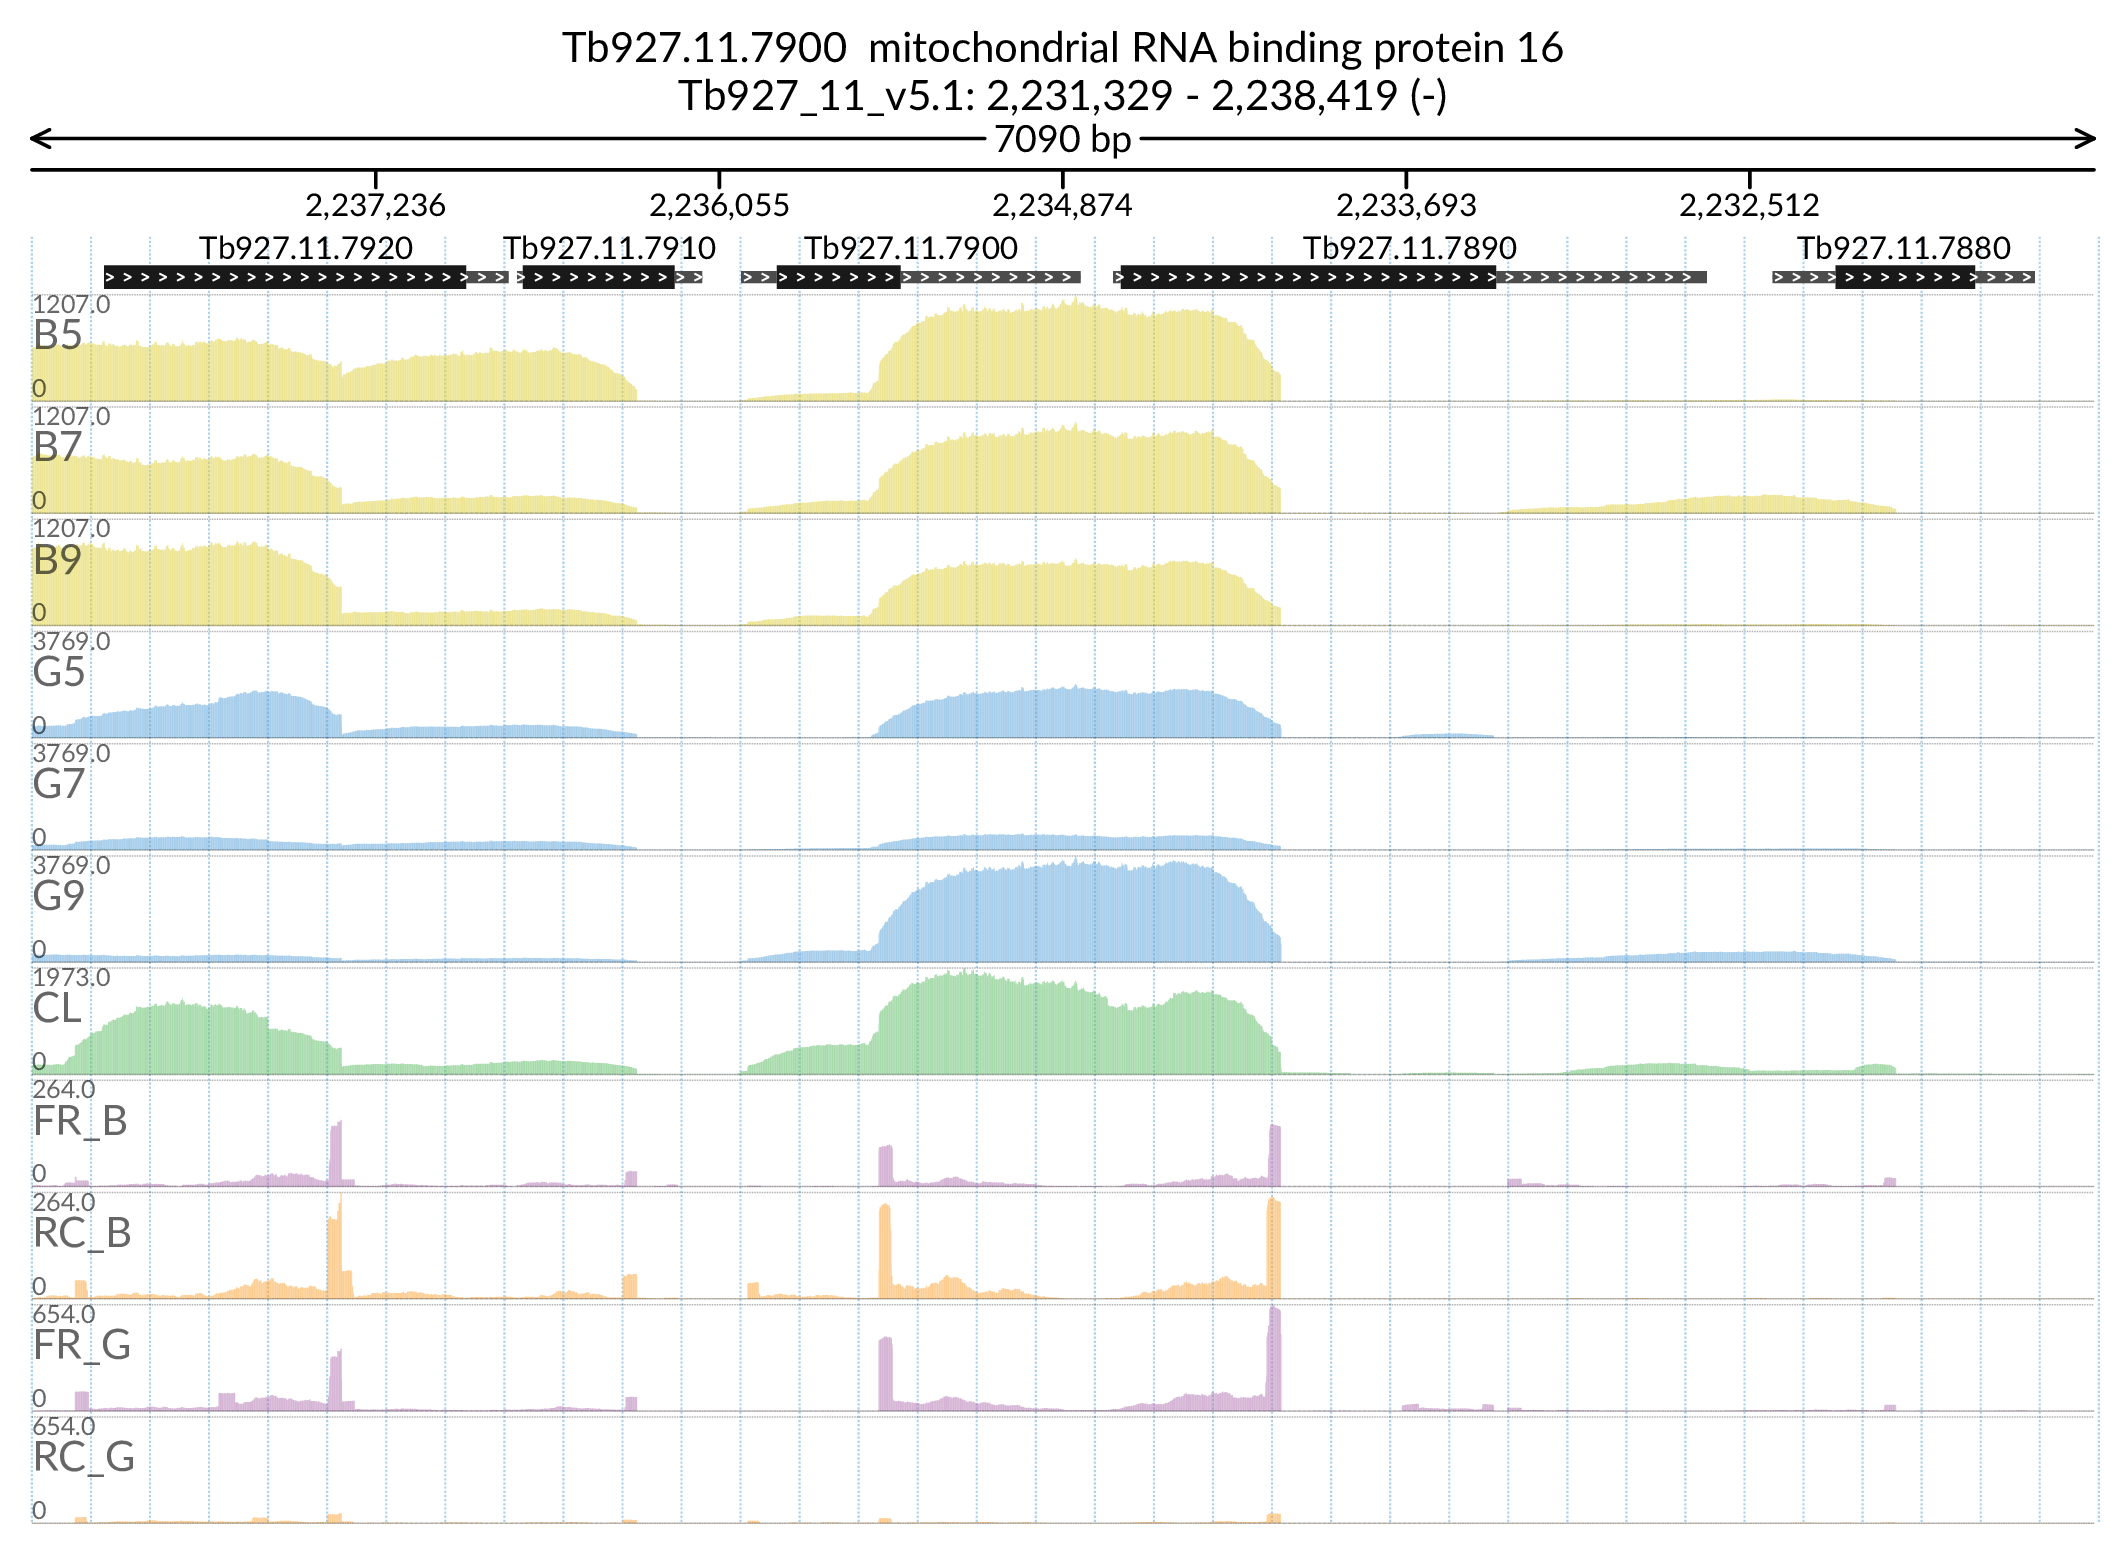 Tb927.11.7900 mitochondrial RNA binding protein 16
Tb927_11_v5.1: 2,231,329 - 2,238,419 (-)
7090 bp
2,237,236 2,236,055 2,234,874 2,233,693 2,232,512
Tb927.11.7920 Tb927.11.7910 Tb927.11.7900 Tb927.11.7890 Tb927.11.7880
1207.0
B5
0
1207.0
B7
0
1207.0
B9
0
3769.0
G5
0
3769.0
G7
0
3769.0
G9
0
1973.0
CL
0
264.0
FR_B
0
264.0
RC_B
0
654.0
FR_G
0
654.0
RC_G
0